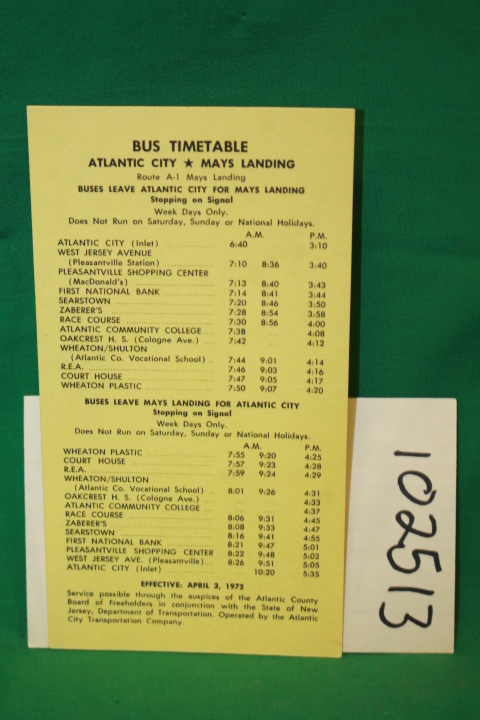 BUS TIMETABLE
ATLANTIC CITY ★ MAYS LANDING
Route A-1 Mays Landing
BUSES LEAVE ATLANTIC CITY FOR MAYS LANDING
Stopping on Signal
Week Days Only.
Does Not Run on Saturday, Sunday or National Holidays.
A.M. P.M.
ATLANTIC CITY (Inlet) 6:40 3:10
WEST JERSEY AVENUE
(Pleasantville Station) 7:10 8:36 3:40
PLEASANTVILLE SHOPPING CENTER
(MacDonald's) 7:13 8:40 3:43
FIRST NATIONAL BANK 7:14 8:41 3:44
SEARSTOWN 7:20 8:46 3:50
ZABERER'S 7:28 8:54 3:58
RACE COURSE 7:30 8:56 4:00
ATLANTIC COMMUNITY COLLEGE 7:38 ... 4:08
OAKCREST H. S. (Cologne Ave.) 7:42 4:12
WHEATON/SHULTON
(Atlantic Co. Vocational School) 7:44 9:01 4:14
R.E.A. 7:46 9:03 4:16
COURT HOUSE 7:47 9:05 4:17
WHEATON PLASTIC 7:50 9:07 4:20
BUSES LEAVE MAYS LANDING FOR ATLANTIC CITY
Stopping on Signal
Week Days Only.
Does Not Run on Saturday, Sunday or National Holidays.
A.M. P.M.
WHEATON PLASTIC 7:55 9:20 4:25
COURT HOUSE 7:57 9:23 4:28
R.E.A. 7:59 9:24 4:29
WHEATON/SHULTON
(Atlantic Co. Vocational School) 8:01 9:26 4:31
OAKCREST H. S. (Cologne Ave.) 4:33
ATLANTIC COMMUNITY COLLEGE 4:37
RACE COURSE 8:06 9:31 4:45
ZABERER'S 8:08 9:33 4:47
SEARSTOWN 8:16 9:41 4:55
FIRST NATIONAL BANK 8:21 9:47 5:01
PLEASANTVILLE SHOPPING CENTER 8:22 9:48 5:02
WEST JERSEY AVE. (Pleasantville) 8:26 9:51 5:05
ATLANTIC CITY (Inlet) 10:20 5:35
EFFECTIVE: APRIL 3, 1972
Service possible through the auspices of the Atlantic County
Board of Freeholders in conjunction with the State of New
Jersey, Department of Transportation. Operated by the Atlantic
City Transportation Company.
102513